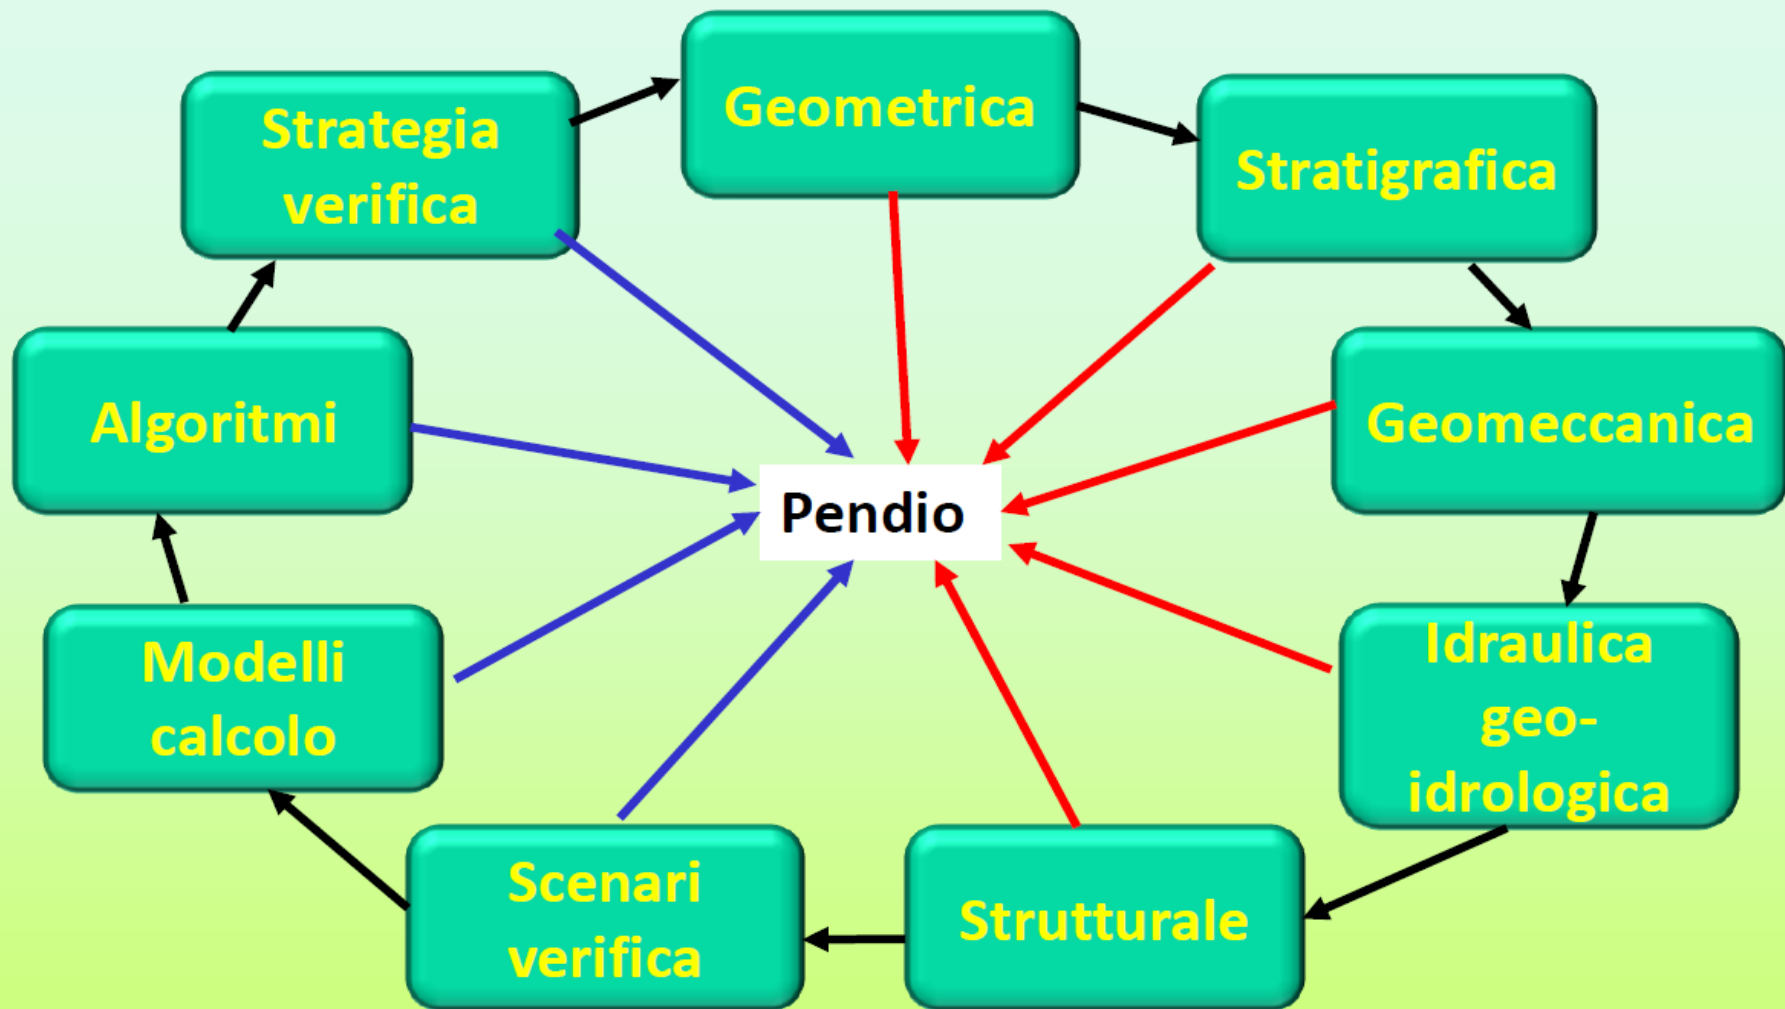 Geometrica
Strategia
verifica
Stratigrafica
Algoritmi
Geomeccanica
Pendio
Modelli
calcolo
Idraulica
geo-
idrologica
Scenari
verifica
Strutturale